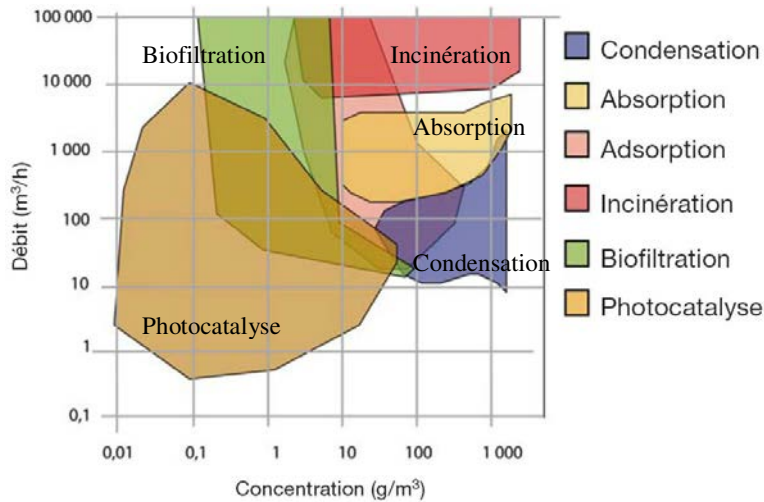 100 000
10 000
1 000
100
10
1
0,1
Débit (m³/h)
Biofiltration
Incinération
Absorption
Condensation
Photocatalyse
0,01 0,1 1 10 100 1 000
Concentration (g/m³)
Condensation
Absorption
Adsorption
Incinération
Biofiltration
Photocatalyse